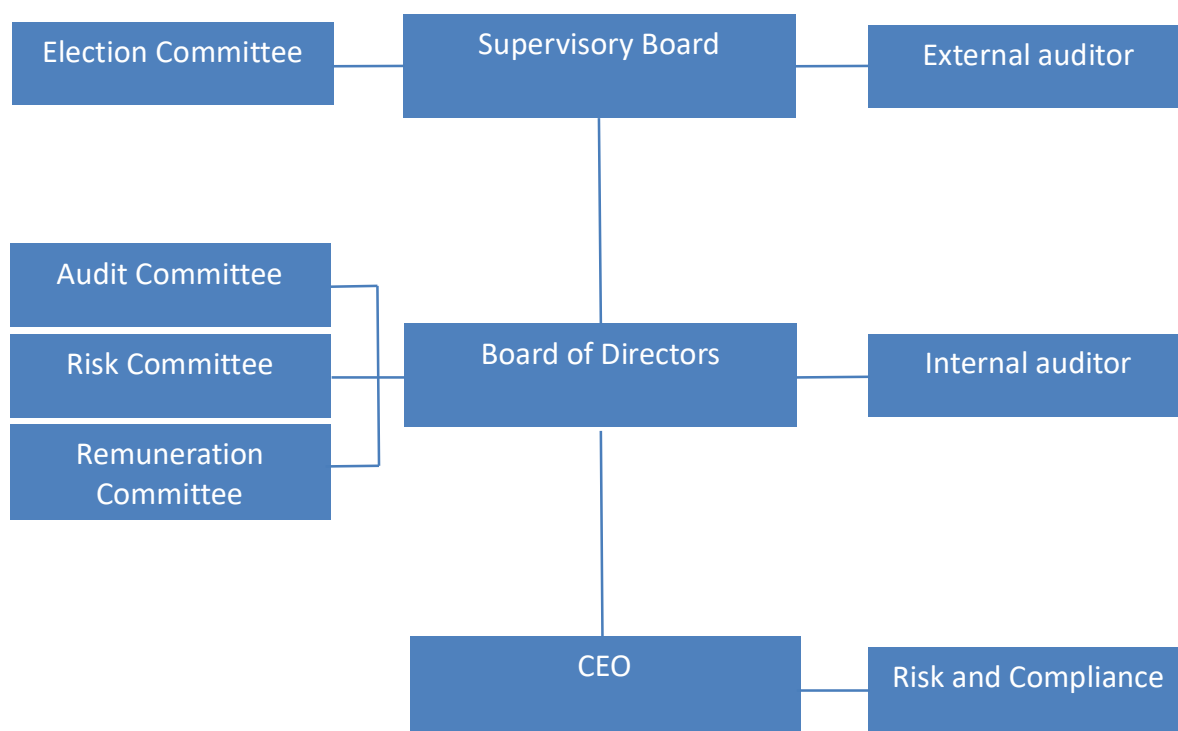 Election Committee
Supervisory Board
External auditor
Audit Committee
Risk Committee
Remuneration
Committee
Board of Directors
Internal auditor
CEO
Risk and Compliance